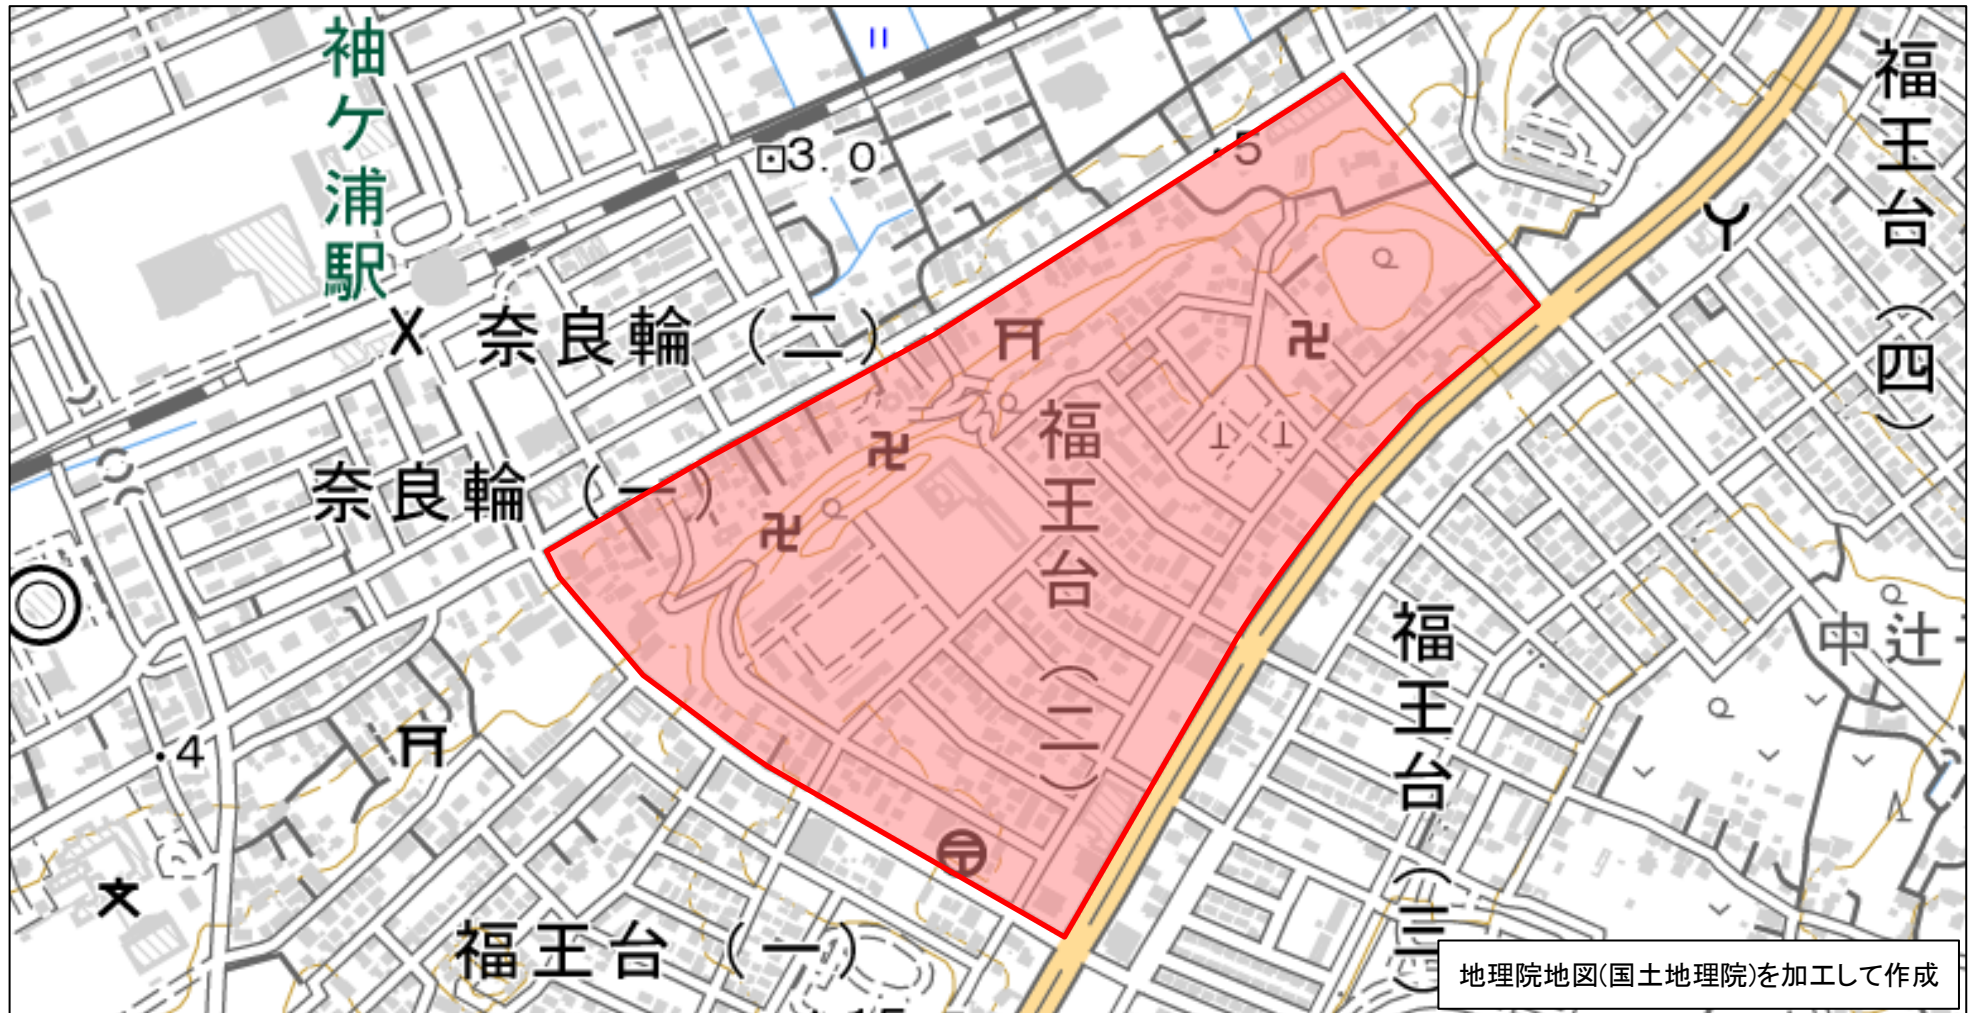 袖ケ浦駅
3.0
.5
福王台(四)
奈良輪(二)
奈良輪(一)
福王台(二)
福王台(三)
中辻
.4
福王台(一)
地理院地図(国土地理院)を加工して作成